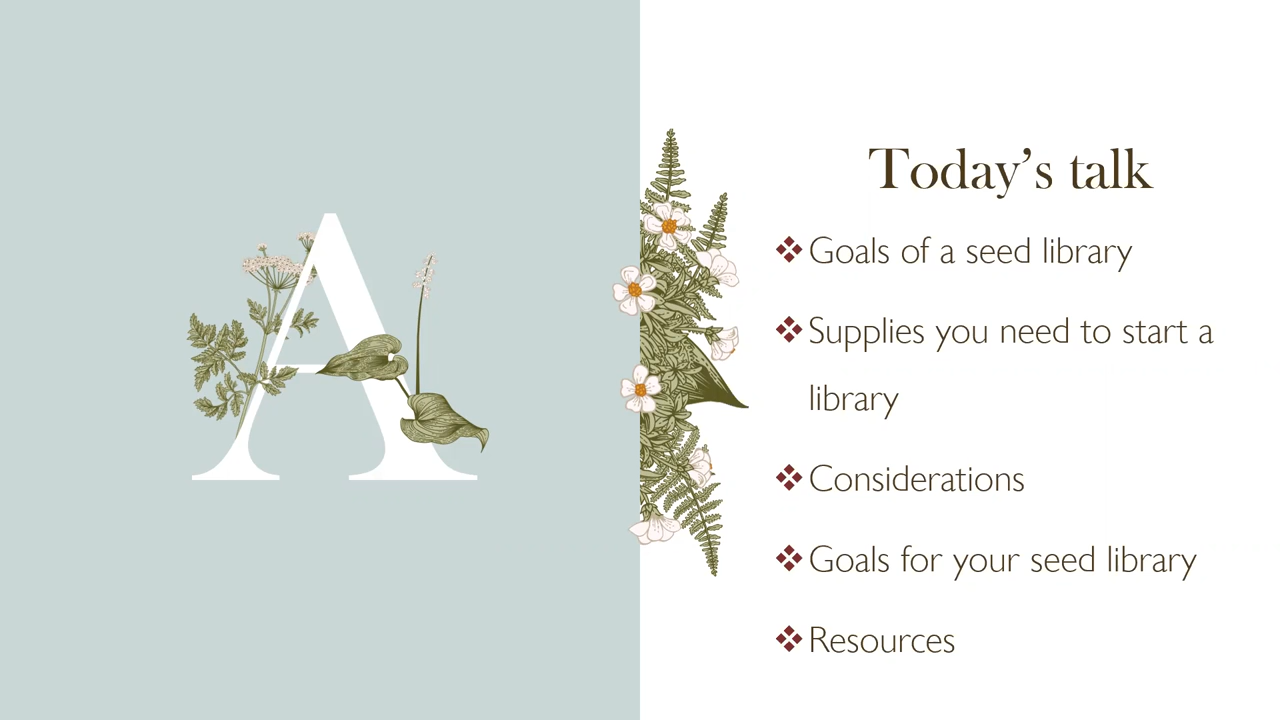 A
Today’s talk
❖ Goals of a seed library
❖ Supplies you need to start a
library
❖ Considerations
❖ Goals for your seed library
❖ Resources